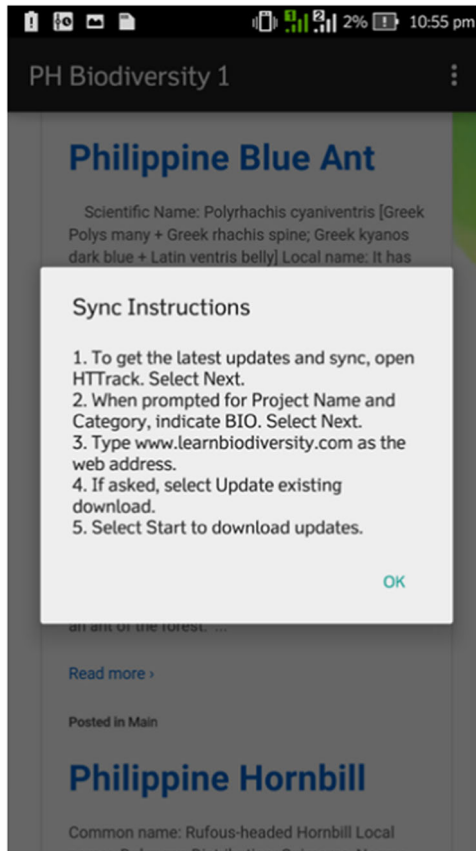 2% 10:55 pm
PH Biodiversity 1
Philippine Blue Ant
Scientific Name: Polyrhachis cyaniventris [Greek
Polys many + Greek rhachis spine; Greek kyanos
dark blue + Latin ventris belly] Local name: It has
Sync Instructions
1. To get the latest updates and sync, open
HTTrack. Select Next.
2. When prompted for Project Name and
Category, indicate BIO. Select Next.
3. Type www.learnbiodiversity.com as the
web address.
4. If asked, select Update existing
download.
5. Select Start to download updates.
OK
an ant of the forest. ...
Read more ›
Posted in Main
Philippine Hornbill
Common name: Rufous-headed Hornbill Local